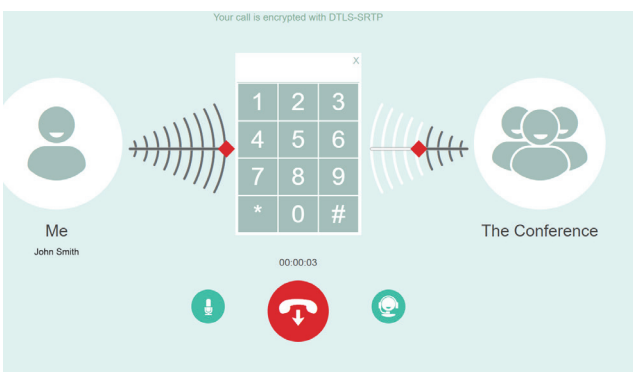 Your call is encrypted with DTLS-SRTP
X
1 2 3
4 5 6
7 8 9
* 0 #
Me
John Smith
The Conference
00:00:03